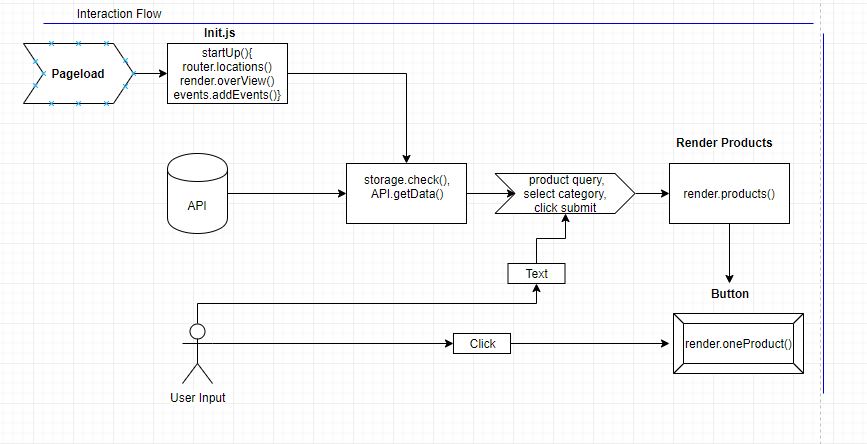 Interaction Flow
Init.js
Pageload
startUp(){
router.locations()
render.overView()
events.addEvents()}
Render Products
API
storage.check(),
API.getData()
product query,
select category,
click submit
render.products()
Text
Button
Click
render.oneProduct()
User Input